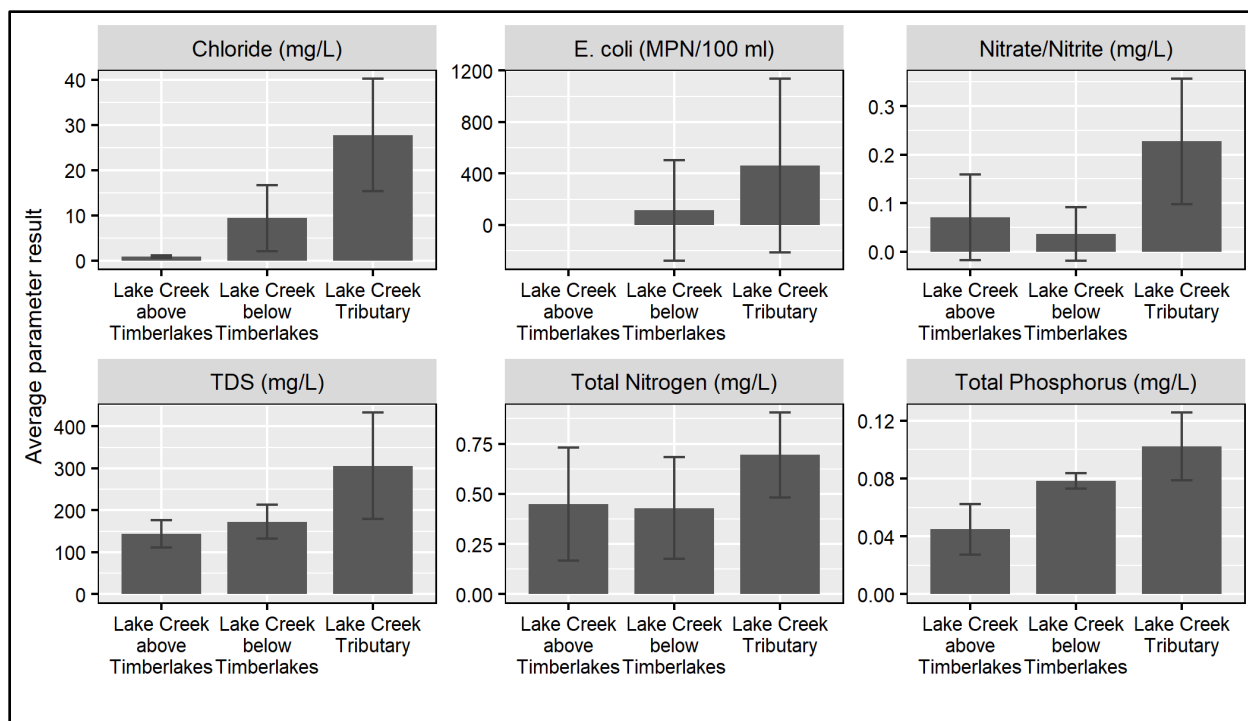 Average parameter result
Chloride (mg/L)
40
30
20
10
0
Lake Creek above Timberlakes
Lake Creek below Timberlakes
Lake Creek Tributary
E. coli (MPN/100 ml)
1200
800
400
0
Lake Creek above Timberlakes
Lake Creek below Timberlakes
Lake Creek Tributary
Nitrate/Nitrite (mg/L)
0.3
0.2
0.1
0.0
Lake Creek above Timberlakes
Lake Creek below Timberlakes
Lake Creek Tributary
TDS (mg/L)
400
300
200
100
0
Lake Creek above Timberlakes
Lake Creek below Timberlakes
Lake Creek Tributary
Total Nitrogen (mg/L)
0.75
0.50
0.25
0.00
Lake Creek above Timberlakes
Lake Creek below Timberlakes
Lake Creek Tributary
Total Phosphorus (mg/L)
0.12
0.08
0.04
0.00
Lake Creek above Timberlakes
Lake Creek below Timberlakes
Lake Creek Tributary